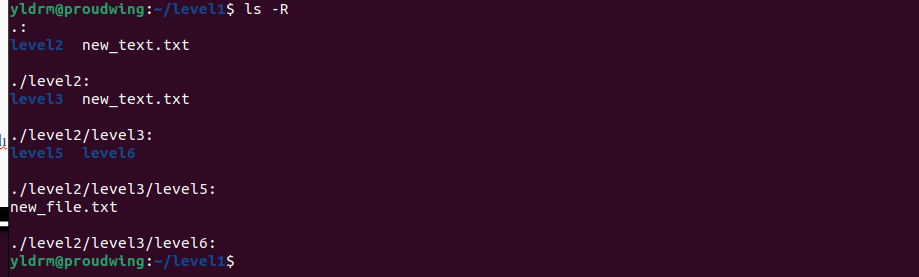 yldrm@proudwing:~/level1$ ls -R
.:
level2  new_text.txt
./level2:
level3  new_text.txt
./level2/level3:
level5  level6
./level2/level3/level5:
new_file.txt
./level2/level3/level6:
yldrm@proudwing:~/level1$